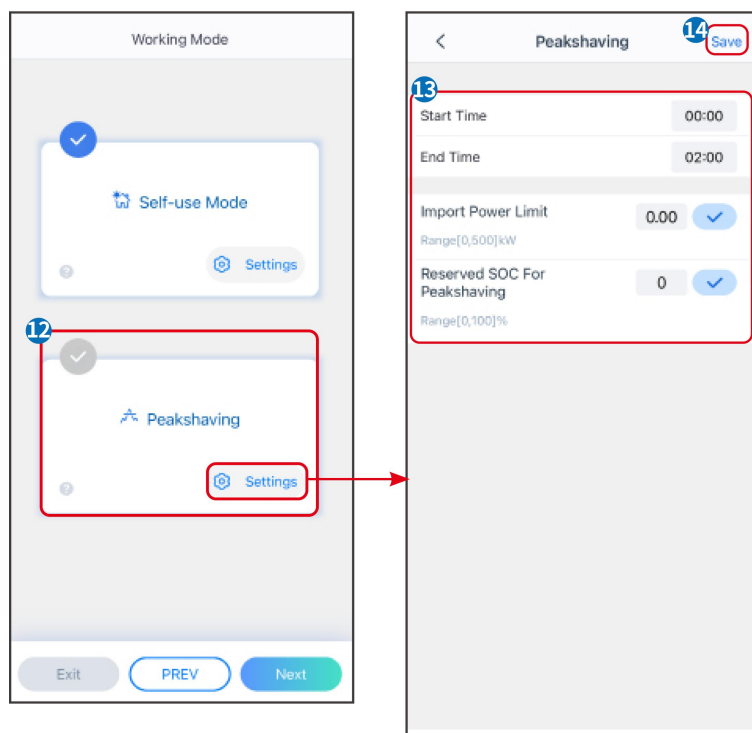 Working Mode
Self-use Mode
Settings
12
Peakshaving
Settings
Exit
PREV
Next
Peakshaving
14
Save
13
Start Time
00:00
End Time
02:00
Import Power Limit
0.00
Range[0,500]kW
Reserved SOC For
Peakshaving
0
Range[0,100]%